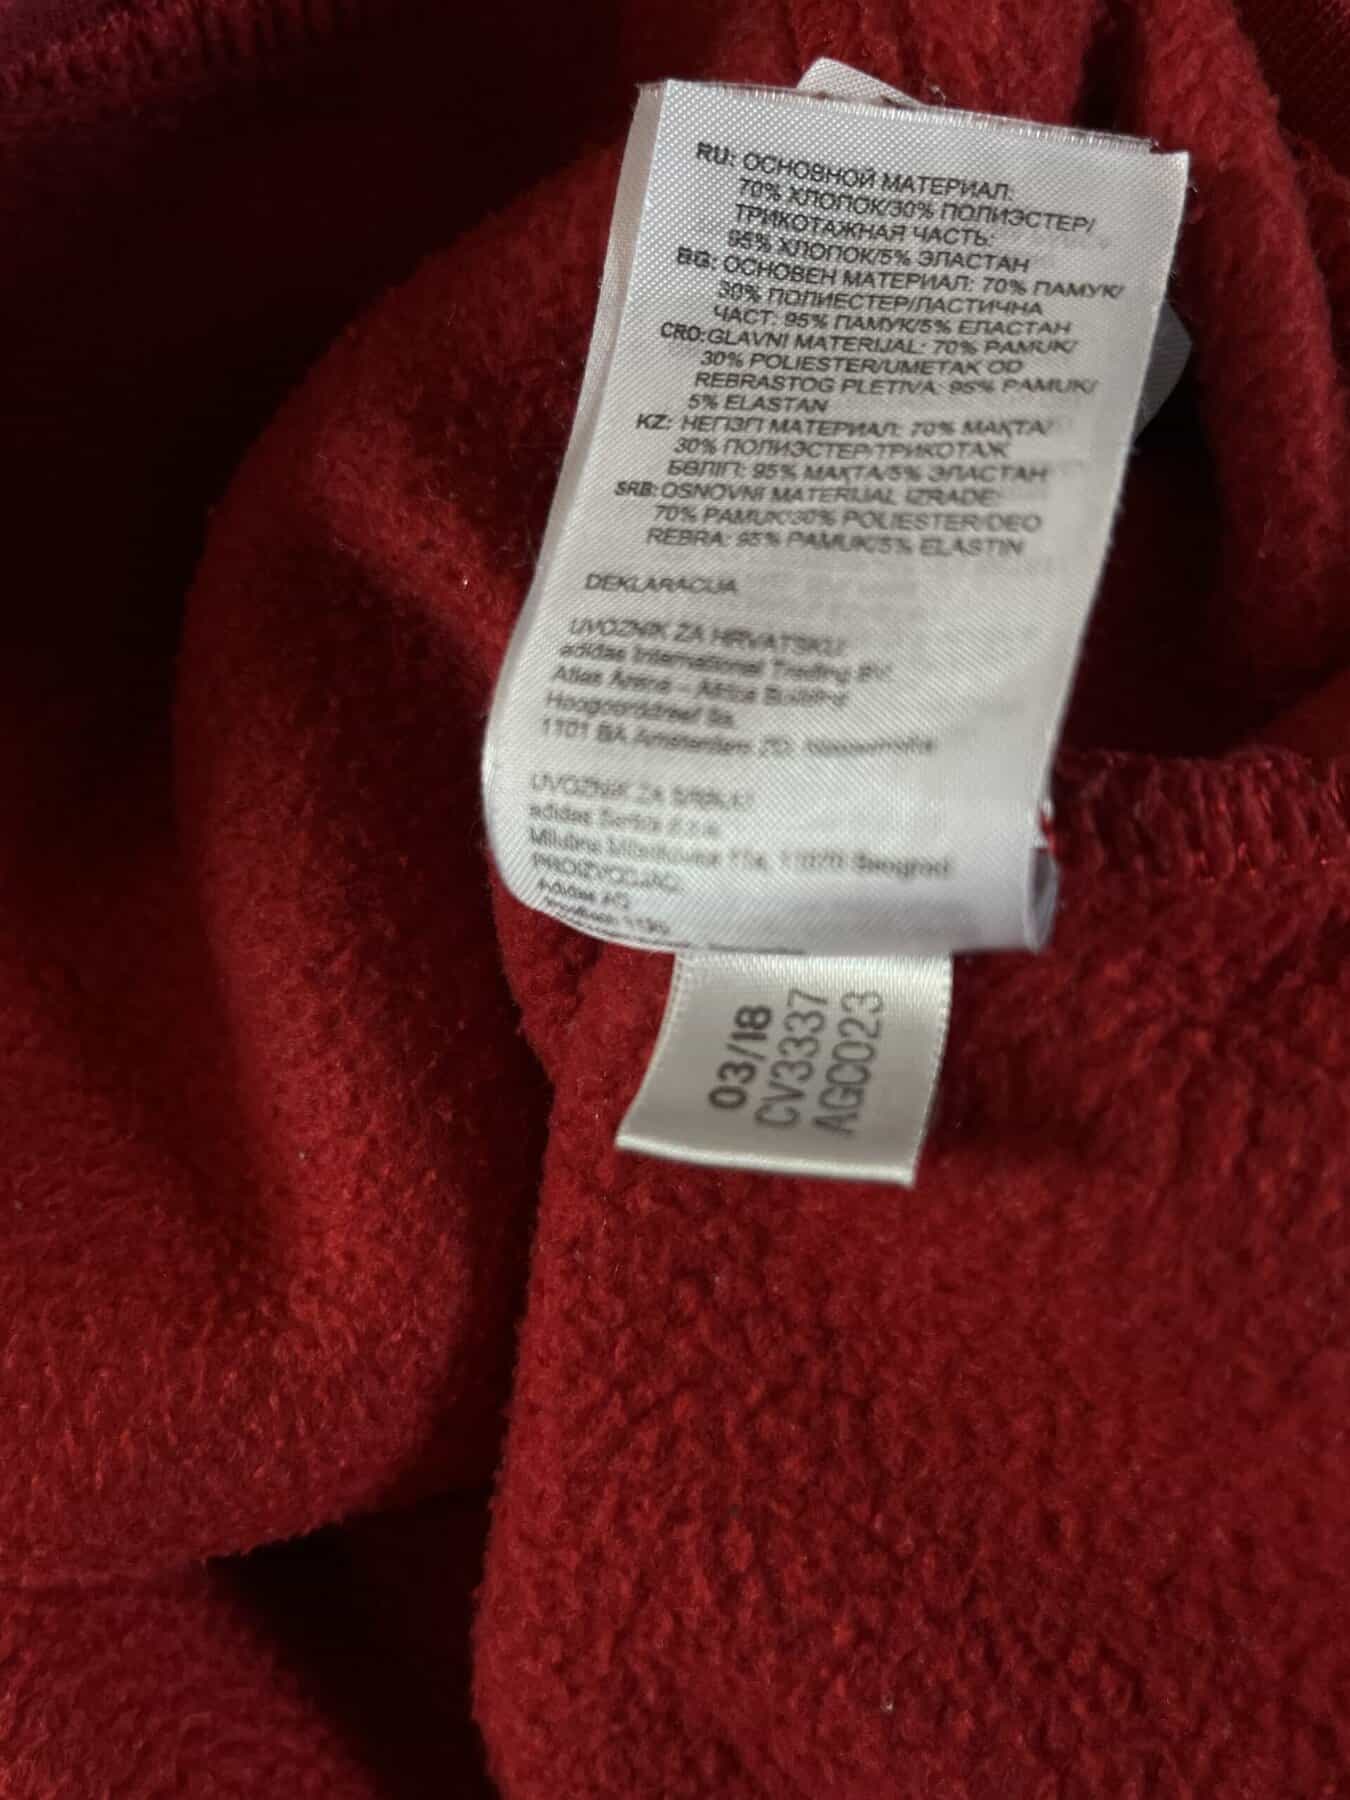 RU: ОСНОВНОЙ МАТЕРИАЛ:
70% ХЛОПОК/30% ПОЛИЭСТЕР/
ТРИКОТАЖНАЯ ЧАСТЬ:
95% ХЛОПОК/5% ЭЛАСТАН
BG: ОСНОВЕН МАТЕРИАЛ: 70% ПАМУК/
30% ПОЛИЕСТЕР/ЛАСТИЧНА
ЧАСТ: 95% ПАМУК/5% ЕЛАСТАН
CRO: GLAVNI MATERIJAL: 70% PAMUK/
30% POLIESTER/UMETAK OD
REBRASTOG PLETIVA: 95% PAMUK/
5% ELASTAN
KZ: НЕГІЗГІ МАТЕРИАЛ: 70% МАҚТА/
30% ПОЛИЭСТЕР/ТРИКОТАЖ
БӨЛІГІ: 95% МАҚТА/5% ЭЛАСТАН
SRB: OSNOVNI MATERIJAL IZRADE:
70% PAMUK/30% POLIESTER/DEO
REBRA: 95% PAMUK/5% ELASTIN
DEKLARACIJA
UVOZNIK ZA HRVATSKU:
adidas International Trading BV
Atlas Arena – Africa Building
Hoogoorddreef 9a
1101 BA Amsterdam ZO,
UVOZNIK ZA SRBIJU:
adidas Serbia d.o.o.
11070 Beograd
PROIZVOĐAČ:
adidas AG
03/18
CV3337
AGC023